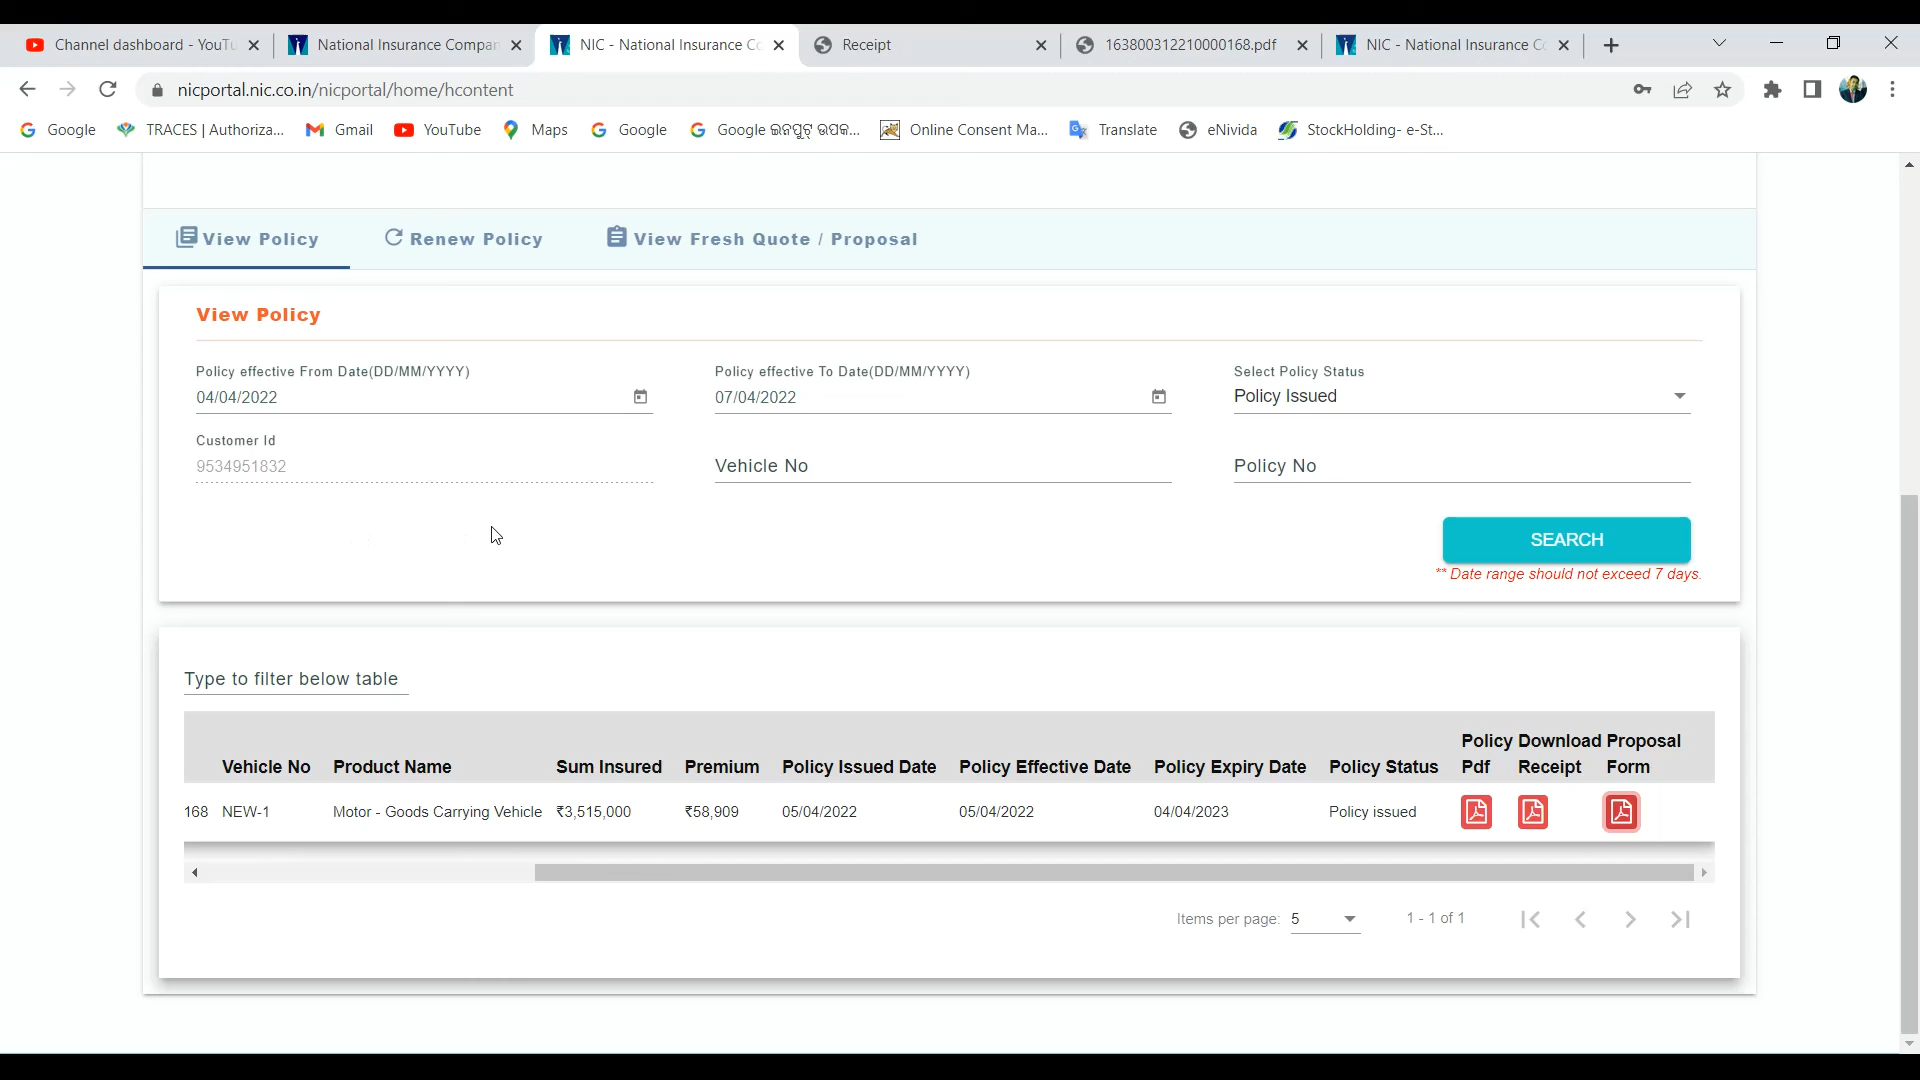 Channel dashboard - YouTu
National Insurance Compan
NIC - National Insurance Co
Receipt
163800312210000168.pdf
NIC - National Insurance C
nicportal.nic.co.in/nicportal/home/hcontent
Google
TRACES | Authoriza...
Gmail
YouTube
Maps
Google
Google ଇନପୁଟ୍ ଉପକ...
Online Consent Ma...
Translate
eNivida
StockHolding- e-St...
View Policy
Renew Policy
View Fresh Quote / Proposal
View Policy
Policy effective From Date(DD/MM/YYYY)
04/04/2022
Policy effective To Date(DD/MM/YYYY)
07/04/2022
Select Policy Status
Policy Issued
Customer Id
9534951832
Vehicle No
Policy No
SEARCH
** Date range should not exceed 7 days.
Type to filter below table
Vehicle No Product Name Sum Insured Premium Policy Issued Date Policy Effective Date Policy Expiry Date Policy Status Policy Pdf Download Receipt Proposal Form
168 NEW-1 Motor - Goods Carrying Vehicle ₹3,515,000 ₹58,909 05/04/2022 05/04/2022 04/04/2023 Policy issued
Items per page: 5 1 - 1 of 1